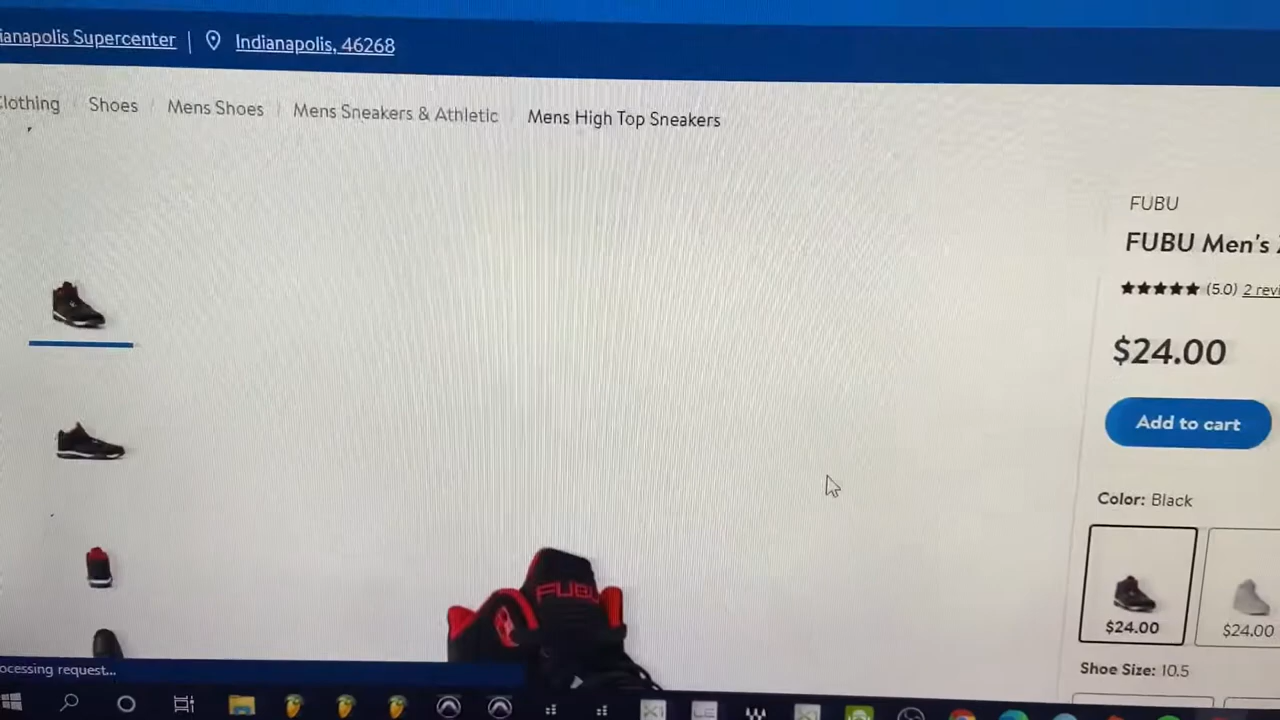 ianapolis Supercenter | Indianapolis, 46268
Clothing / Shoes / Mens Shoes / Mens Sneakers & Athletic / Mens High Top Sneakers
FUBU
FUBU Men's
(5.0) 2 revi
$24.00
Add to cart
Color: Black
FUBU
$24.00
$24.00
Shoe Size: 10.5
ocessing request...